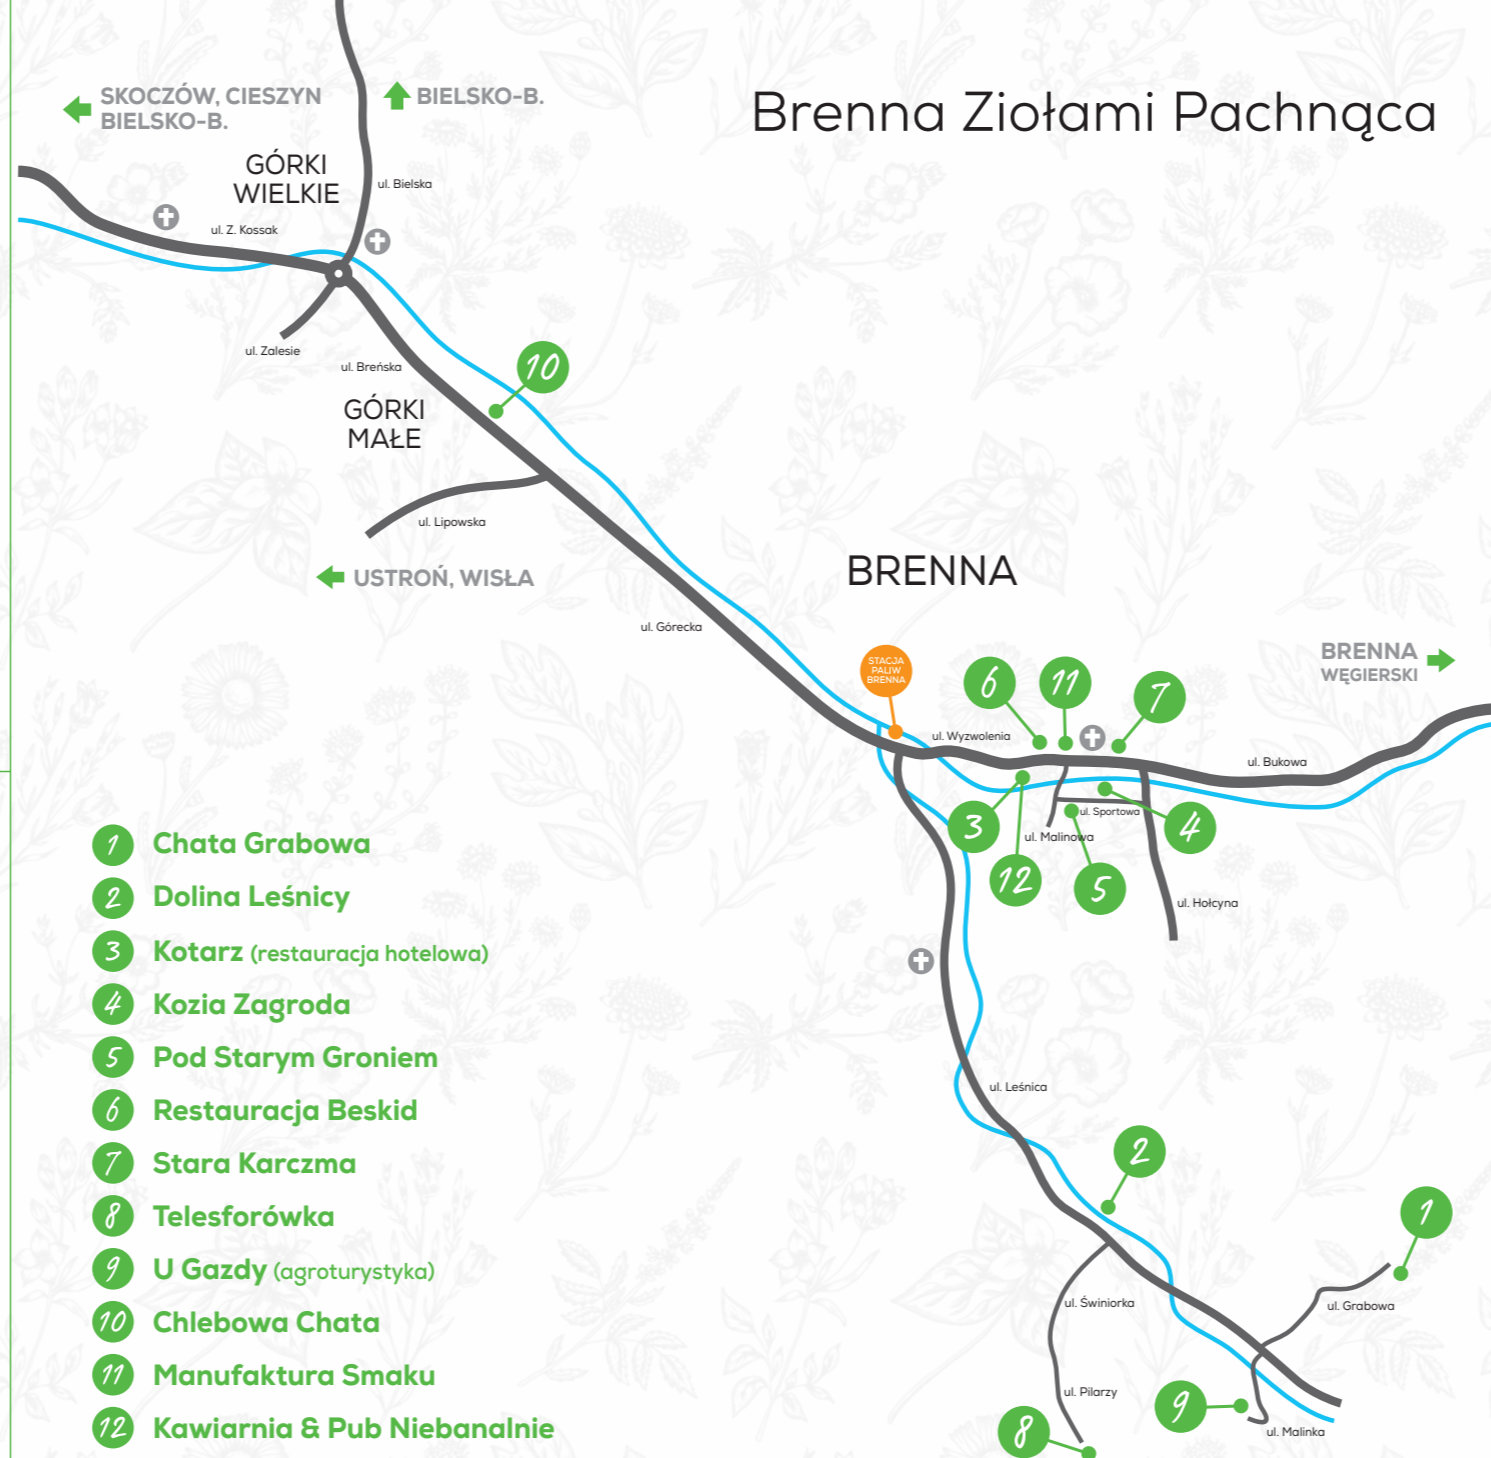 Brenna Ziołami Pachnąca
SKOCZÓW, CIESZYN
BIELSKO-B.
BIELSKO-B.
GÓRKI
WIELKIE
ul. Bielska
ul. Z. Kossak
ul. Zalesie
ul. Breńska
10
GÓRKI
MAŁE
ul. Lipowska
USTROŃ, WISŁA
BRENNA
ul. Górecka
STACJA
PALIW
BRENNA
BRENNA
WĘGIERSKI
6
11
7
ul. Wyzwolenia
ul. Bukowa
3
ul. Sportowa
4
ul. Malinowa
12
5
ul. Hołcyna
ul. Leśnica
2
1
ul. Świniorka
ul. Grabowa
ul. Pilarzy
9
8
ul. Malinka
1 Chata Grabowa
2 Dolina Leśnicy
3 Kotarz (restauracja hotelowa)
4 Kozia Zagroda
5 Pod Starym Groniem
6 Restauracja Beskid
7 Stara Karczma
8 Telesforówka
9 U Gazdy (agroturystyka)
10 Chlebowa Chata
11 Manufaktura Smaku
12 Kawiarnia & Pub Niebanalnie